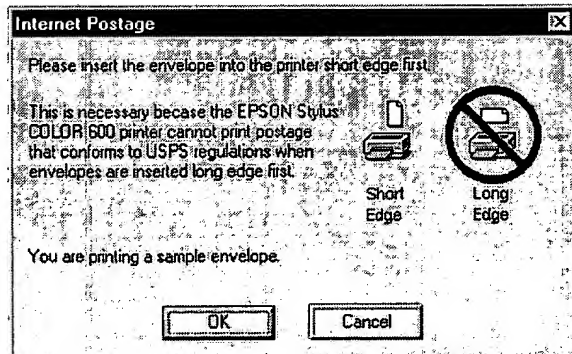 Internet Postage
Please insert the envelope into the printer short edge first.
This is necessary becase the EPSON Stylus
COLOR 600 printer cannot print postage
that conforms to USPS regulations when
envelopes are inserted long edge first.
Short
Edge
Long
Edge
You are printing a sample envelope.
OK
Cancel